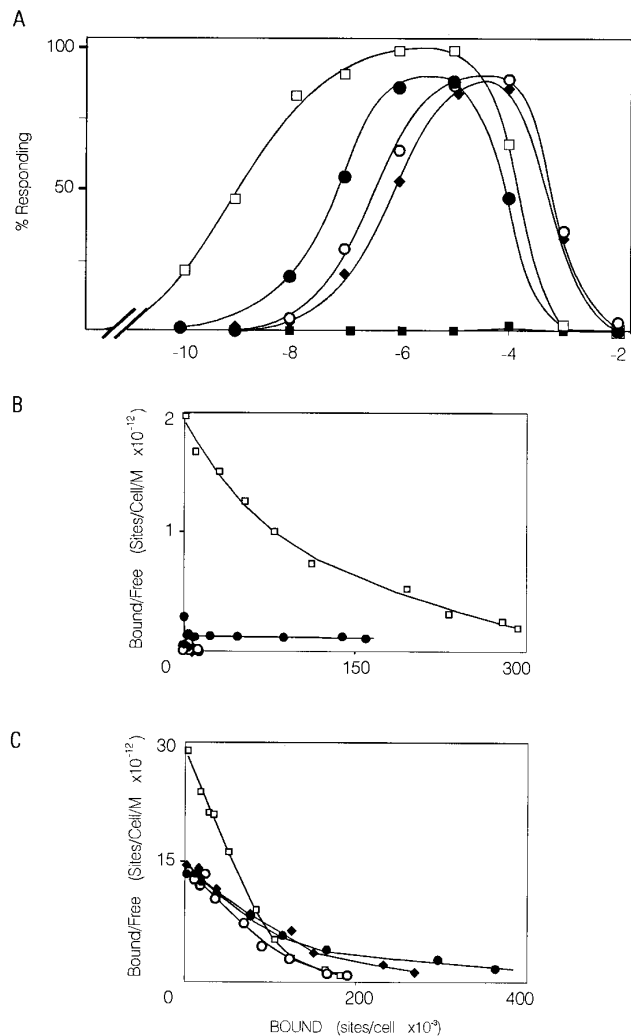 A
100
50
% Responding
-10
-8
-6
-4
-2
B
2
1
0
150
300
Bound/Free (Sites/Cell/M x10⁻¹²)
C
30
15
0
200
400
Bound/Free (Sites/Cell/M x10⁻¹²)
BOUND (sites/cell x10⁻³)